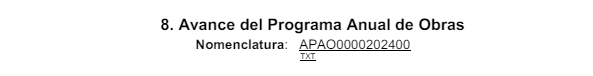 8. Avance del Programa Anual de Obras
Nomenclatura: APAO0000202400
TXT